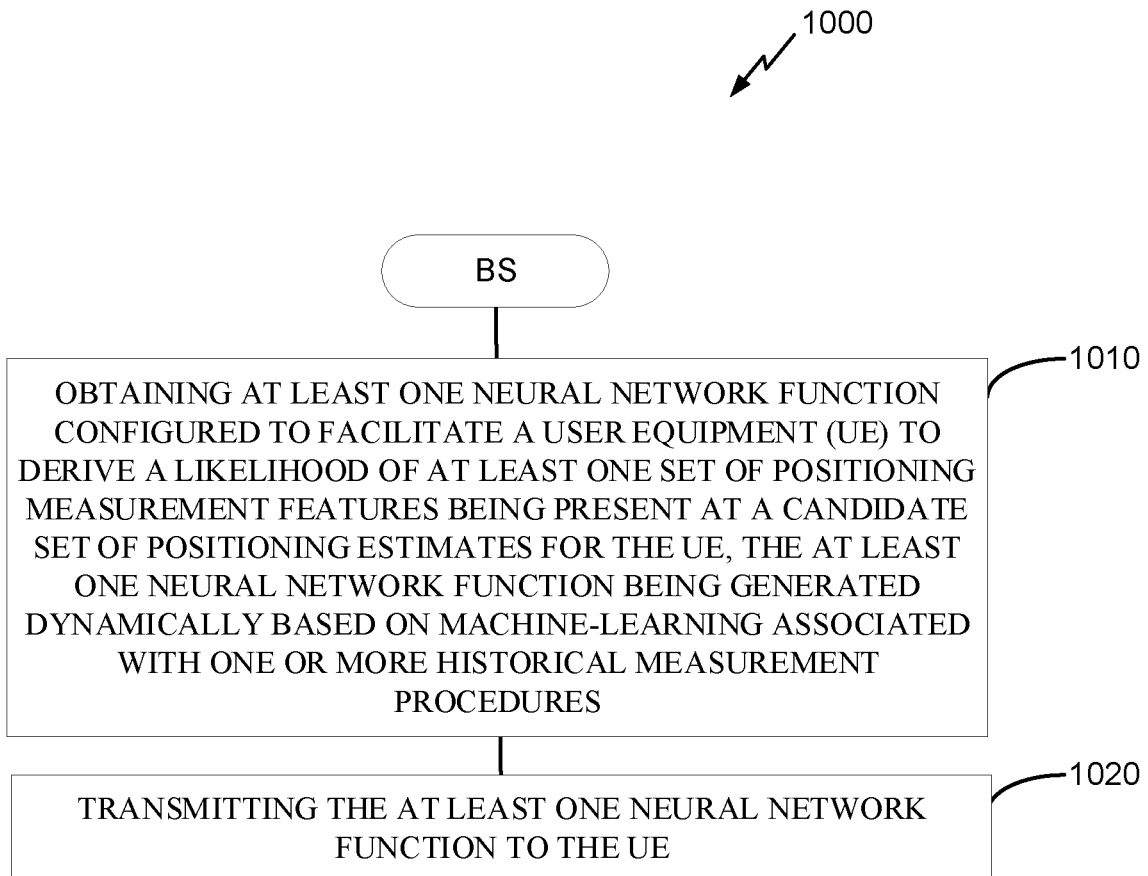 1000
BS
1010
OBTAINING AT LEAST ONE NEURAL NETWORK FUNCTION
CONFIGURED TO FACILITATE A USER EQUIPMENT (UE) TO
DERIVE A LIKELIHOOD OF AT LEAST ONE SET OF POSITIONING
MEASUREMENT FEATURES BEING PRESENT AT A CANDIDATE
SET OF POSITIONING ESTIMATES FOR THE UE, THE AT LEAST
ONE NEURAL NETWORK FUNCTION BEING GENERATED
DYNAMICALLY BASED ON MACHINE-LEARNING ASSOCIATED
WITH ONE OR MORE HISTORICAL MEASUREMENT
PROCEDURES
1020
TRANSMITTING THE AT LEAST ONE NEURAL NETWORK
FUNCTION TO THE UE